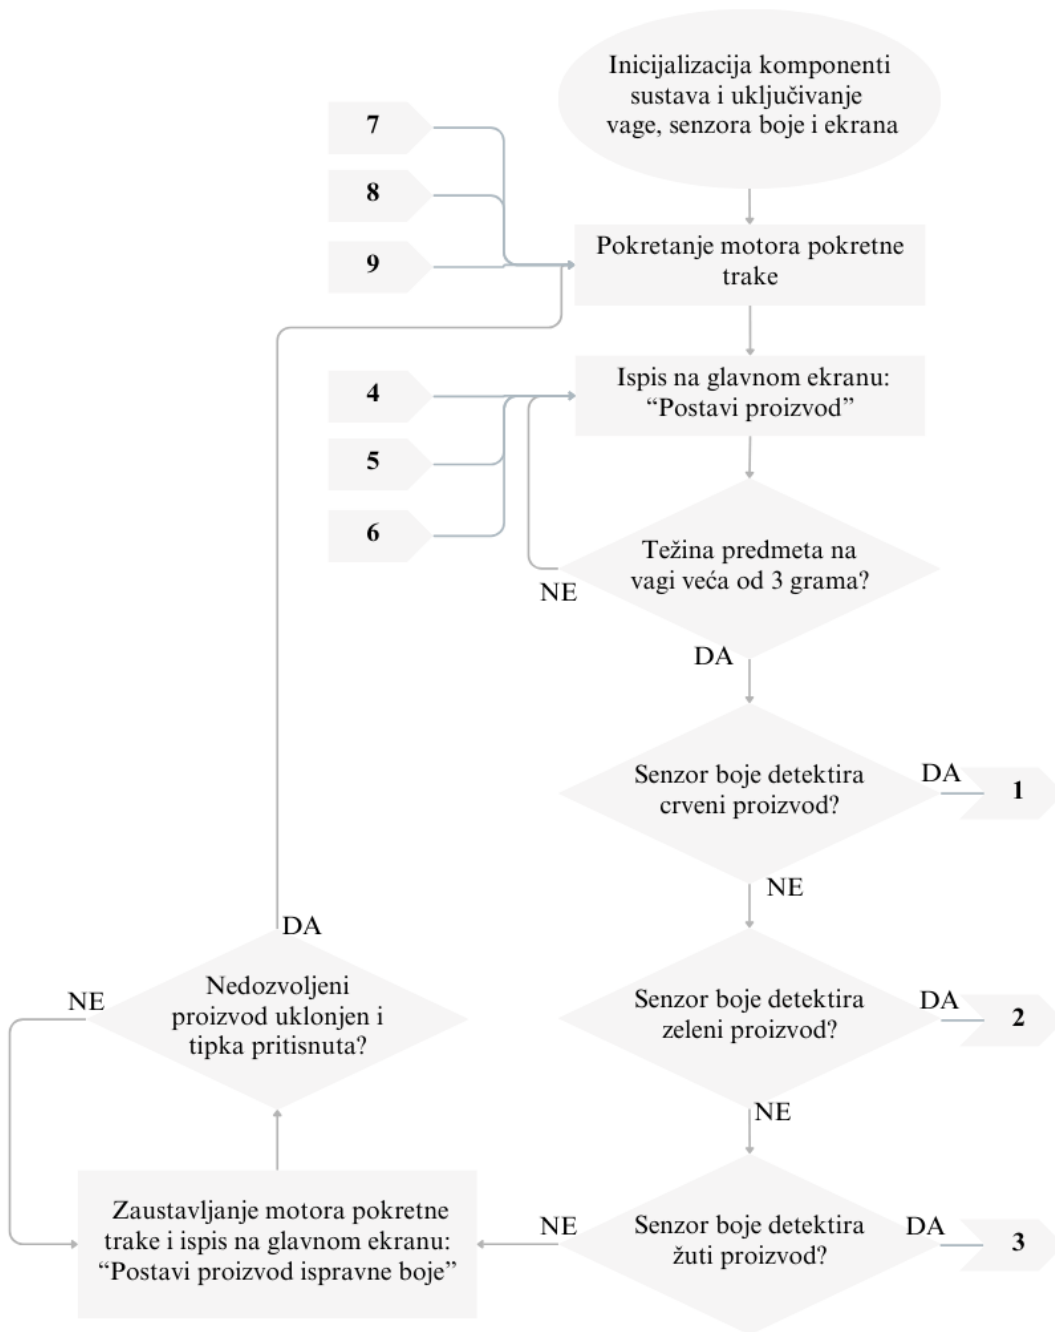 Inicijalizacija komponenti
sustava i uključivanje
vage, senzora boje i ekrana
7
8
9
Pokretanje motora pokretne
trake
4
5
6
Ispis na glavnom ekranu:
“Postavi proizvod”
Težina predmeta na
vagi veća od 3 grama?
NE
DA
Senzor boje detektira
crveni proizvod?
DA
1
NE
Senzor boje detektira
zeleni proizvod?
DA
2
NE
Senzor boje detektira
žuti proizvod?
DA
3
NE
Zaustavljanje motora pokretne
trake i ispis na glavnom ekranu:
“Postavi proizvod ispravne boje”
Nedozvoljeni
proizvod uklonjen i
tipka pritisnuta?
NE
DA